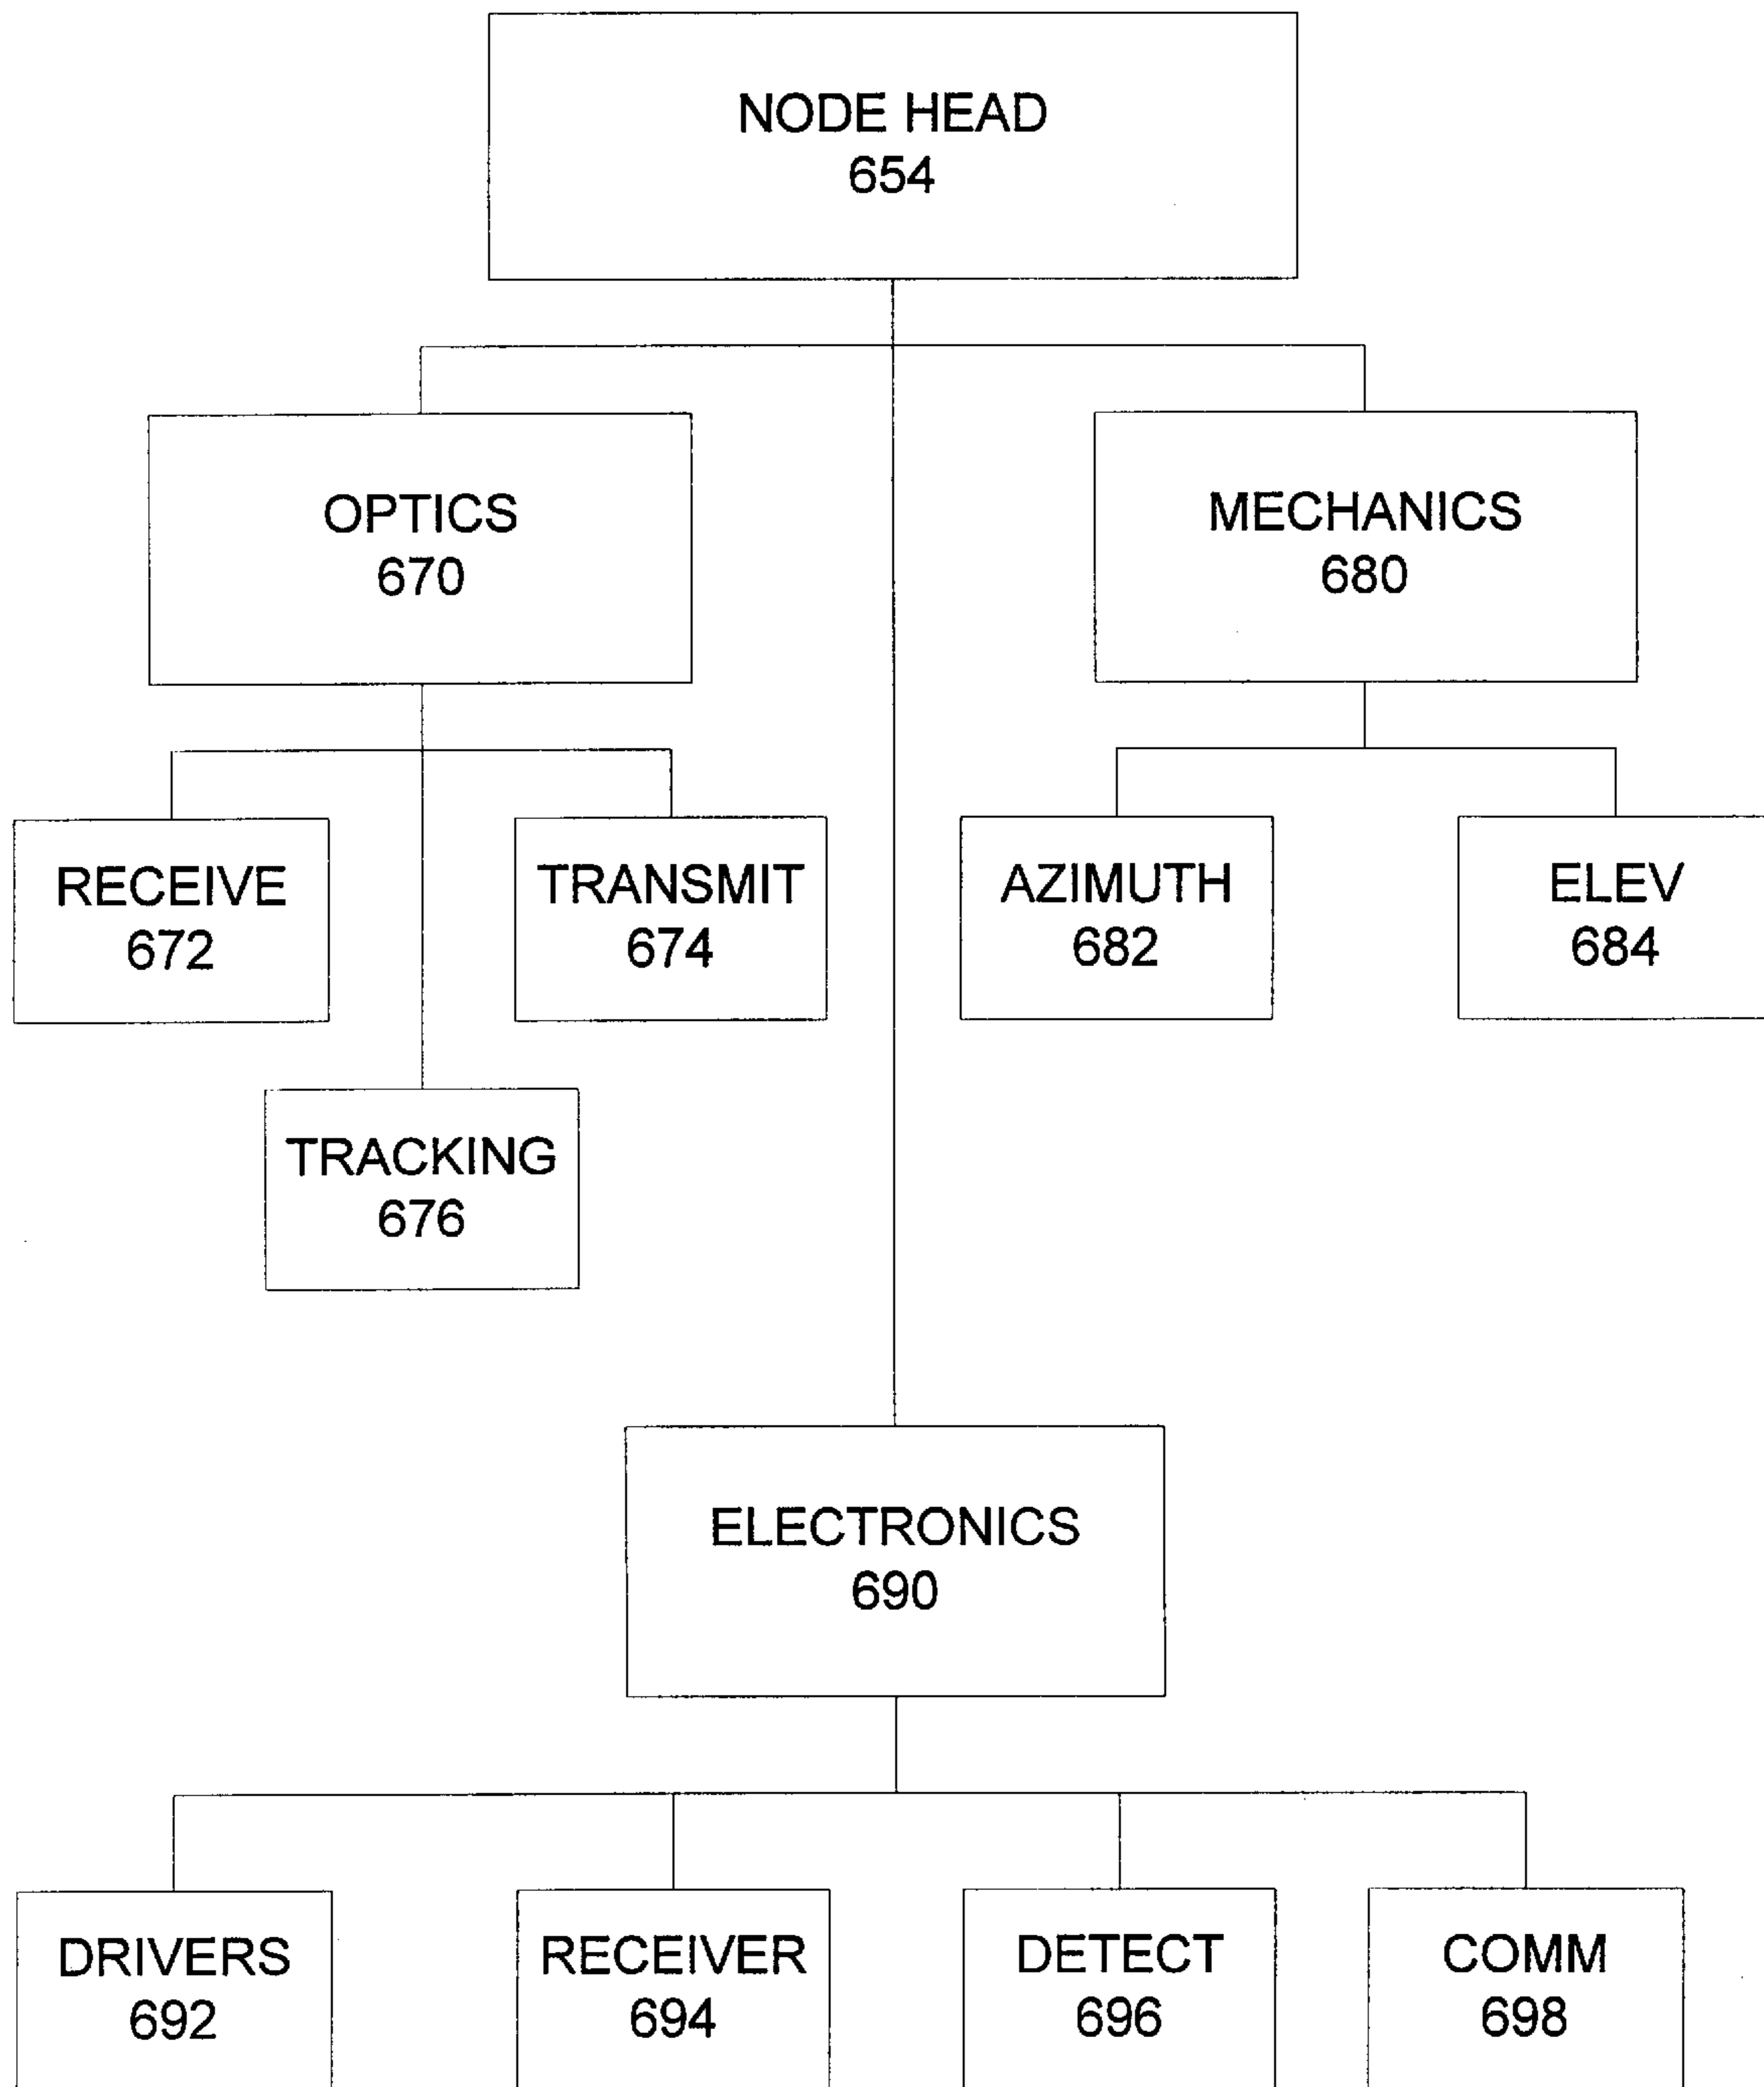 NODE HEAD
654
OPTICS
670
MECHANICS
680
RECEIVE
672
TRANSMIT
674
AZIMUTH
682
ELEV
684
TRACKING
676
ELECTRONICS
690
DRIVERS
692
RECEIVER
694
DETECT
696
COMM
698